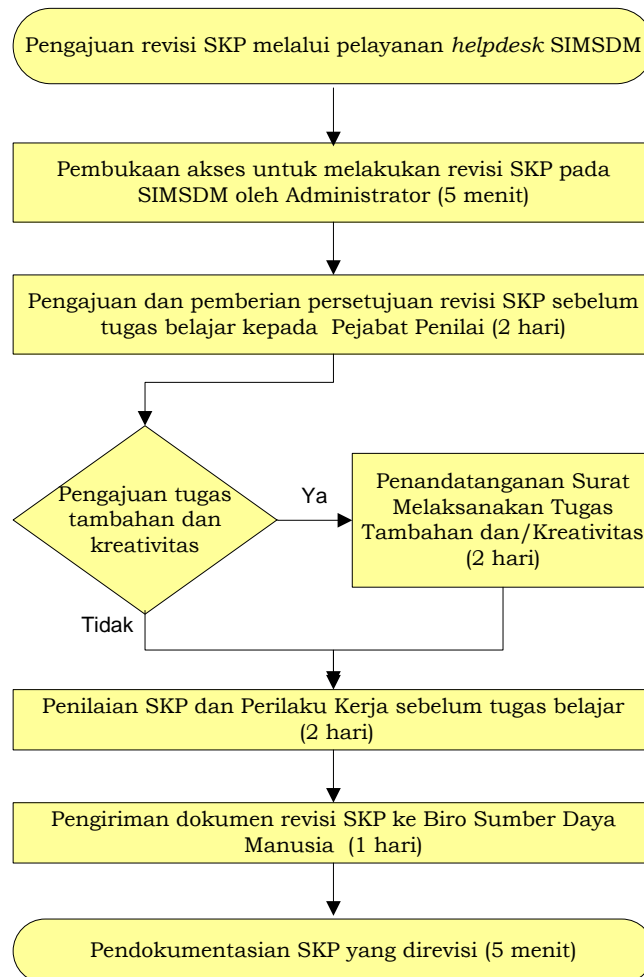 Pengajuan revisi SKP melalui pelayanan helpdesk SIMSDM
Pembukaan akses untuk melakukan revisi SKP pada
SIMSDM oleh Administrator (5 menit)
Pengajuan dan pemberian persetujuan revisi SKP sebelum
tugas belajar kepada  Pejabat Penilai (2 hari)
Pengajuan tugas
tambahan dan
kreativitas
Ya
Penandatanganan Surat
Melaksanakan Tugas
Tambahan dan/Kreativitas
(2 hari)
Tidak
Penilaian SKP dan Perilaku Kerja sebelum tugas belajar
(2 hari)
Pengiriman dokumen revisi SKP ke Biro Sumber Daya
Manusia  (1 hari)
Pendokumentasian SKP yang direvisi (5 menit)